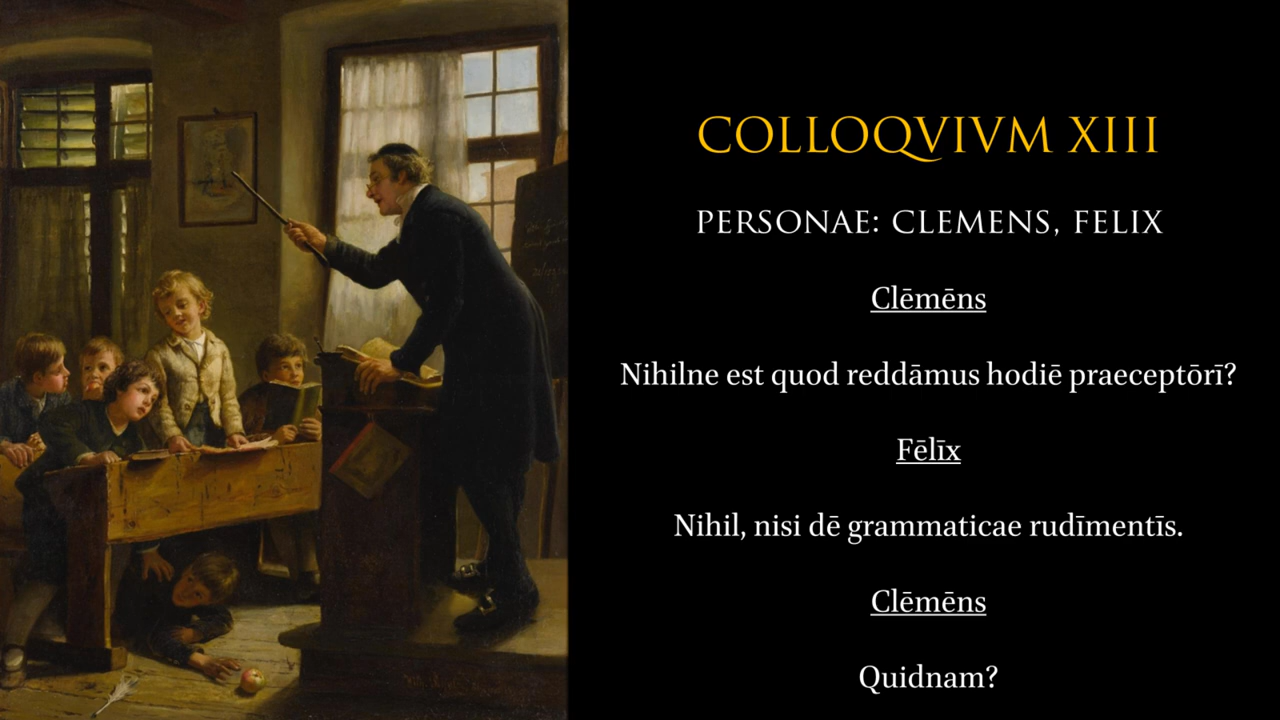 COLLOQVIVM XIII
PERSONAE: CLEMENS, FELIX
Clēmēns
Nihilne est quod reddāmus hodiē praeceptōrī?
Fēlīx
Nihil, nisi dē grammaticae rudīmentīs.
Clēmēns
Quidnam?